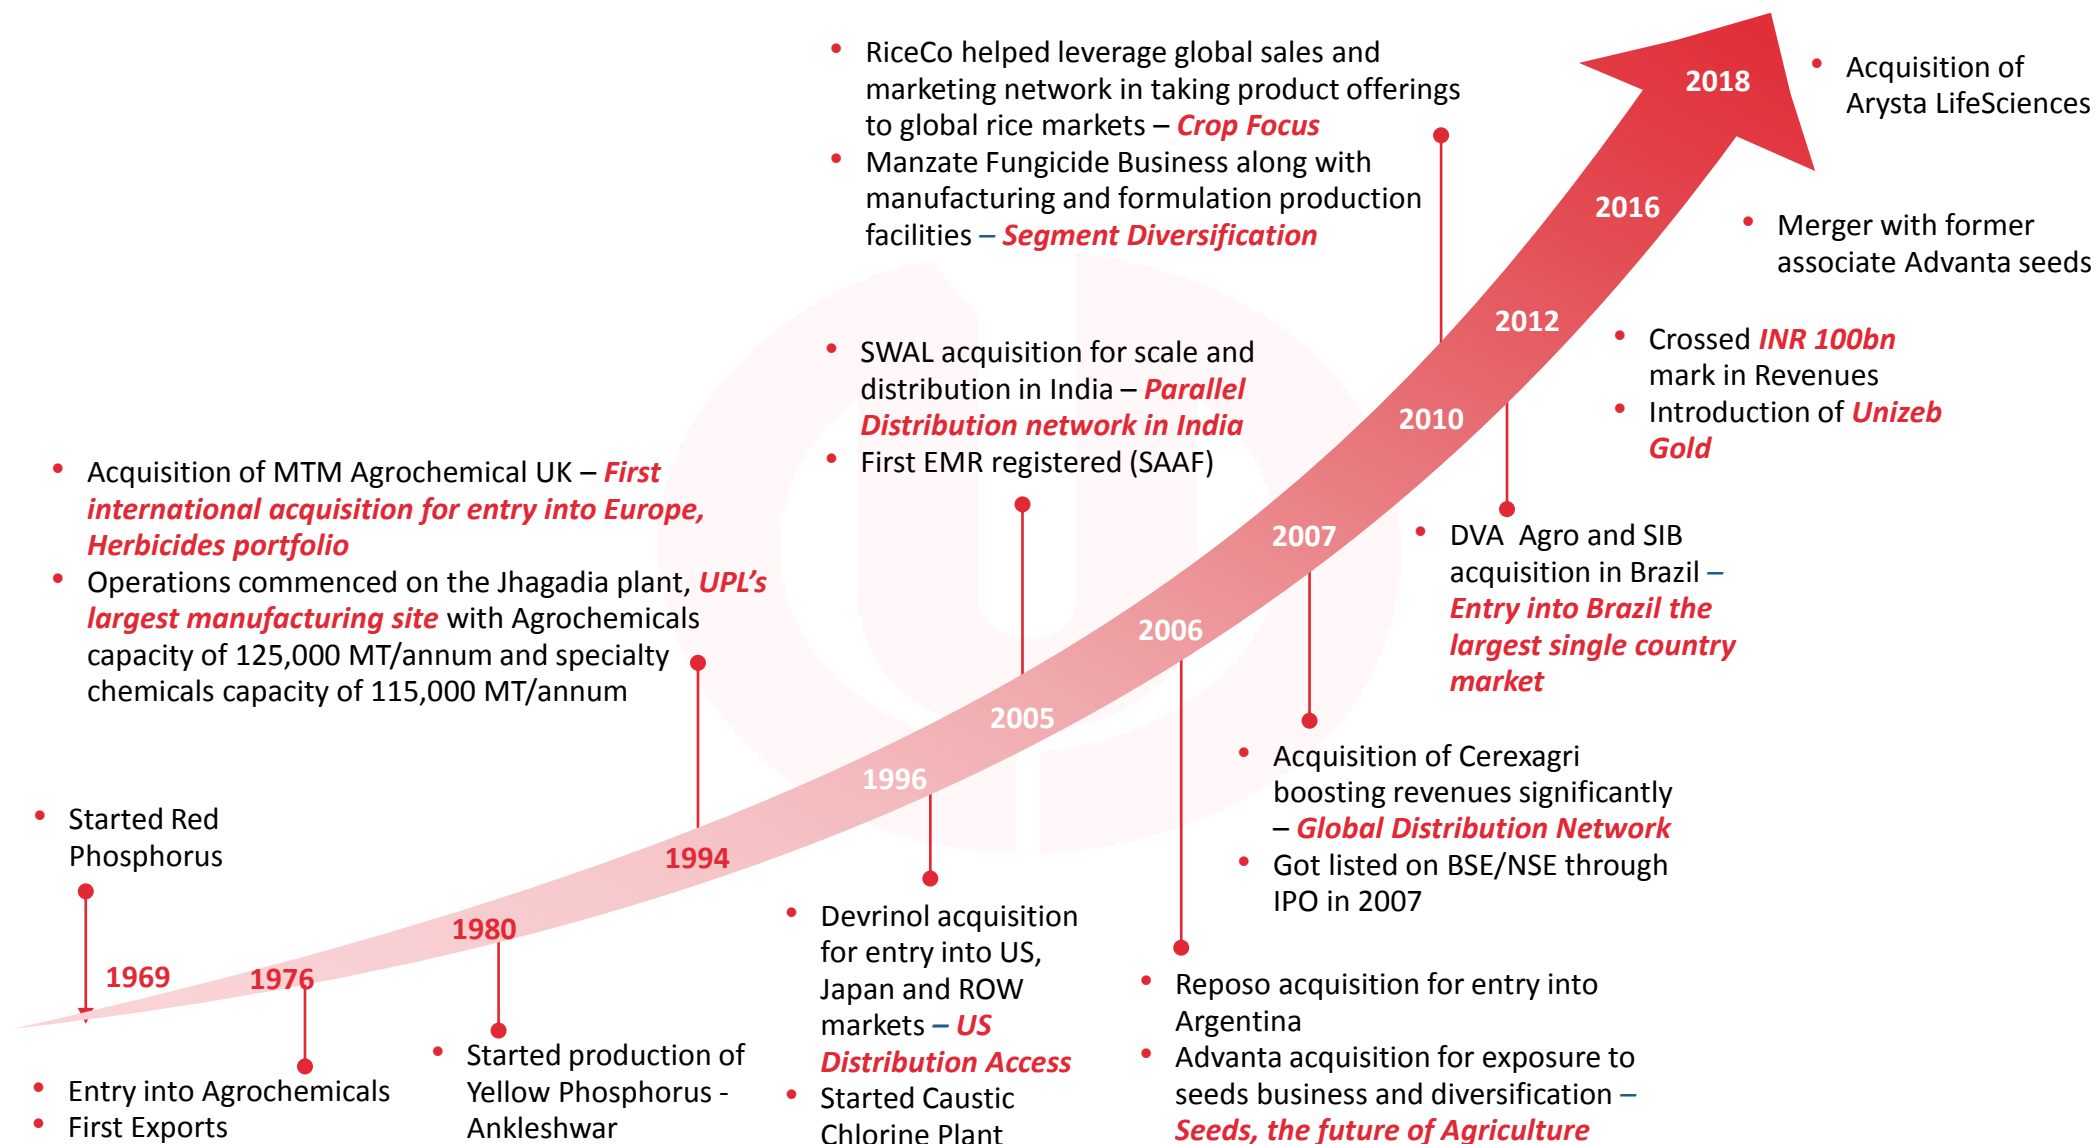 • RiceCo helped leverage global sales and
marketing network in taking product offerings
to global rice markets – Crop Focus
• Manzate Fungicide Business along with
manufacturing and formulation production
facilities – Segment Diversification
2018
• Acquisition of
Arysta LifeSciences
2016
• Merger with former
associate Advanta seeds
2012
• Crossed INR 100bn
mark in Revenues
• Introduction of Unizeb
Gold
• SWAL acquisition for scale and
distribution in India – Parallel
Distribution network in India
• First EMR registered (SAAF)
2010
• Acquisition of MTM Agrochemical UK – First
international acquisition for entry into Europe,
Herbicides portfolio
• Operations commenced on the Jhagadia plant, UPL's
largest manufacturing site with Agrochemicals
capacity of 125,000 MT/annum and specialty
chemicals capacity of 115,000 MT/annum
2007
• DVA  Agro and SIB
acquisition in Brazil –
Entry into Brazil the
largest single country
market
2006
2005
1996
• Acquisition of Cerexagri
boosting revenues significantly
– Global Distribution Network
• Got listed on BSE/NSE through
IPO in 2007
• Started Red
Phosphorus
1994
1980
1969
1976
• Devrinol acquisition
for entry into US,
Japan and ROW
markets – US
Distribution Access
• Started Caustic
Chlorine Plant
• Reposo acquisition for entry into
Argentina
• Advanta acquisition for exposure to
seeds business and diversification –
Seeds, the future of Agriculture
• Entry into Agrochemicals
• First Exports
• Started production of
Yellow Phosphorus -
Ankleshwar